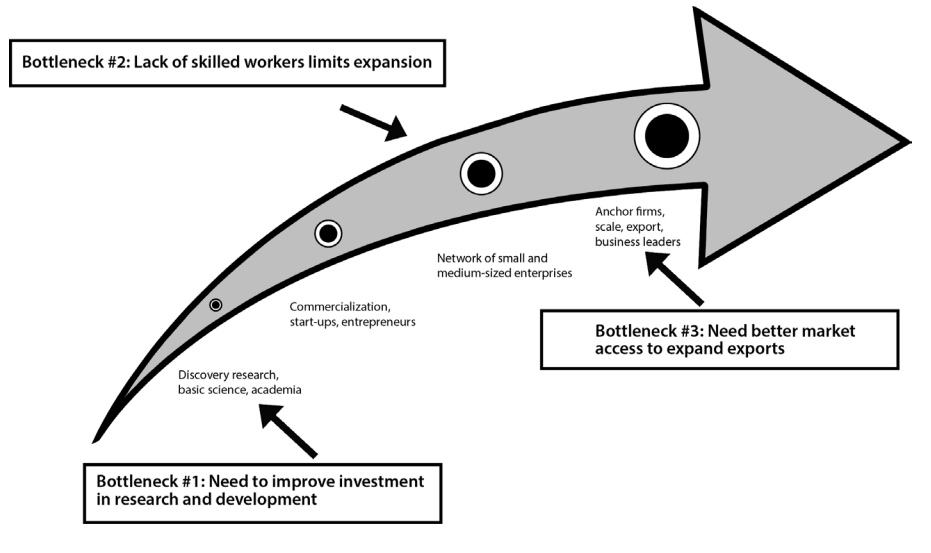 Bottleneck #2: Lack of skilled workers limits expansion
Anchor firms,
scale, export,
business leaders
Network of small and
medium-sized enterprises
Commercialization,
start-ups, entrepreneurs
Bottleneck #3: Need better market
access to expand exports
Discovery research,
basic science, academia
Bottleneck #1: Need to improve investment
in research and development